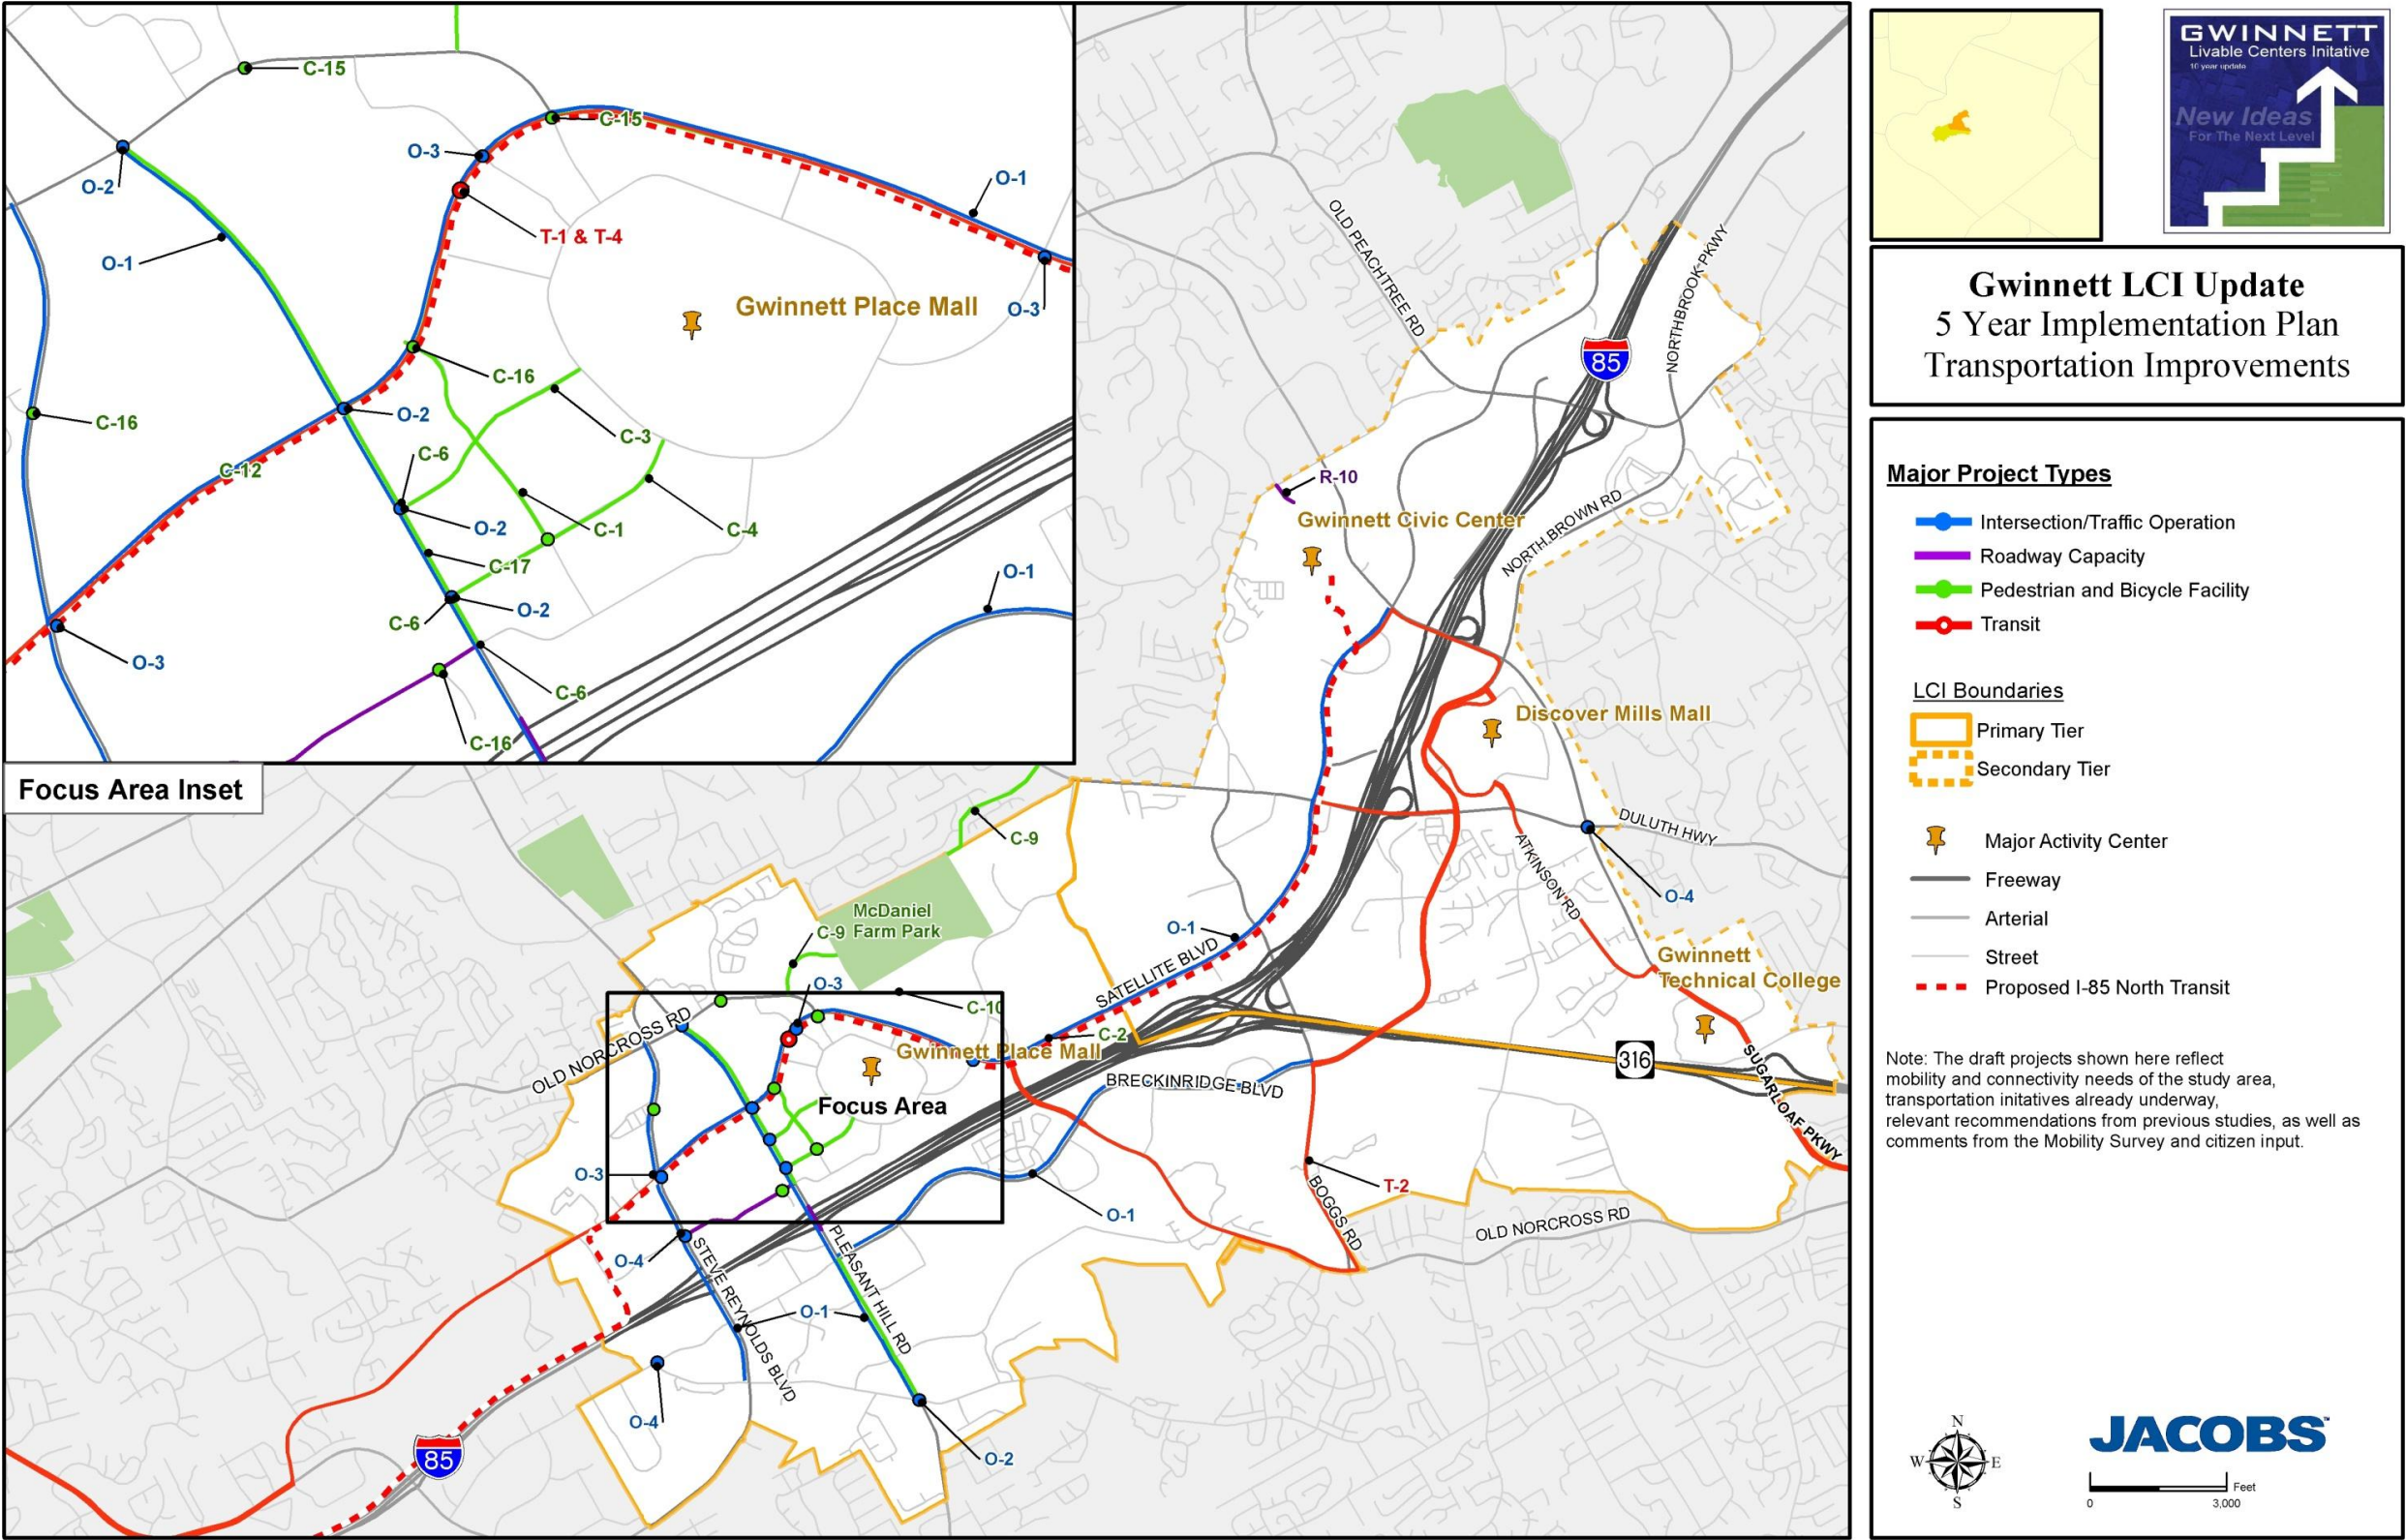 C-15
C-15
O-3
O-2
O-1
T-1 & T-4
O-1
Gwinnett Place Mall
O-3
C-16
C-3
O-2
C-16
C-6
C-12
O-2
C-1
C-4
C-17
O-1
C-6
O-2
O-3
C-6
C-16
Focus Area Inset
OLD PEACHTREE RD
NORTHBROOK PKWY
85
R-10
Gwinnett Civic Center
NORTH BROWN RD
Discover Mills Mall
DULUTH HWY
C-9
ATKINSON RD
O-4
McDaniel
Farm Park
C-9
O-1
SATELLITE BLVD
Gwinnett
Technical College
O-3
C-10
OLD NORCROSS RD
C-2
Gwinnett Place Mall
316
SUGARLOAF PKWY
BRECKINRIDGE BLVD
Focus Area
O-3
T-2
BOGGS RD
O-1
OLD NORCROSS RD
O-4
STEVE REYNOLDS BLVD
PLEASANT HILL RD
O-1
O-4
O-2
85
GWINNETT
Livable Centers Initative
10 year update
New Ideas
For The Next Level
Gwinnett LCI Update
5 Year Implementation Plan
Transportation Improvements
Major Project Types
Intersection/Traffic Operation
Roadway Capacity
Pedestrian and Bicycle Facility
Transit
LCI Boundaries
Primary Tier
Secondary Tier
Major Activity Center
Freeway
Arterial
Street
Proposed I-85 North Transit
Note: The draft projects shown here reflect
mobility and connectivity needs of the study area,
transportation initatives already underway,
relevant recommendations from previous studies, as well as
comments from the Mobility Survey and citizen input.
N
W E
S
JACOBS™
Feet
0 3,000